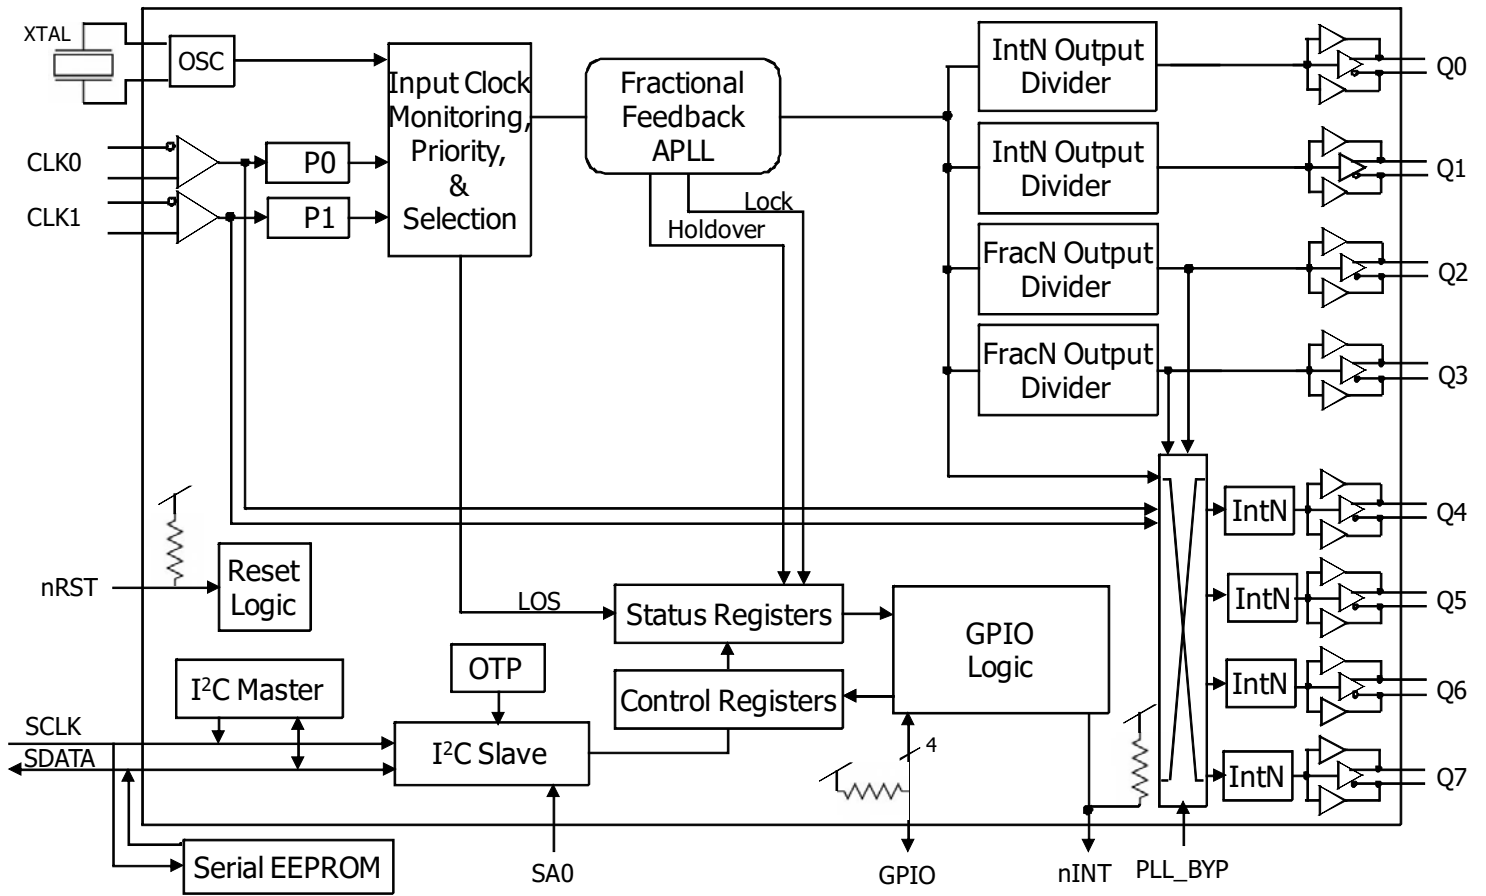 XTAL
OSC
Input Clock
Monitoring,
Priority,
&
Selection
Fractional
Feedback
APLL
IntN Output
Divider
Q0
CLK0
P0
IntN Output
Divider
Q1
CLK1
P1
Lock
Holdover
FracN Output
Divider
Q2
FracN Output
Divider
Q3
IntN
Q4
nRST
Reset
Logic
LOS
Status Registers
GPIO
Logic
IntN
Q5
I²C Master
OTP
Control Registers
IntN
Q6
SCLK
SDATA
I²C Slave
4
IntN
Q7
Serial EEPROM
SA0
GPIO
nINT
PLL_BYP